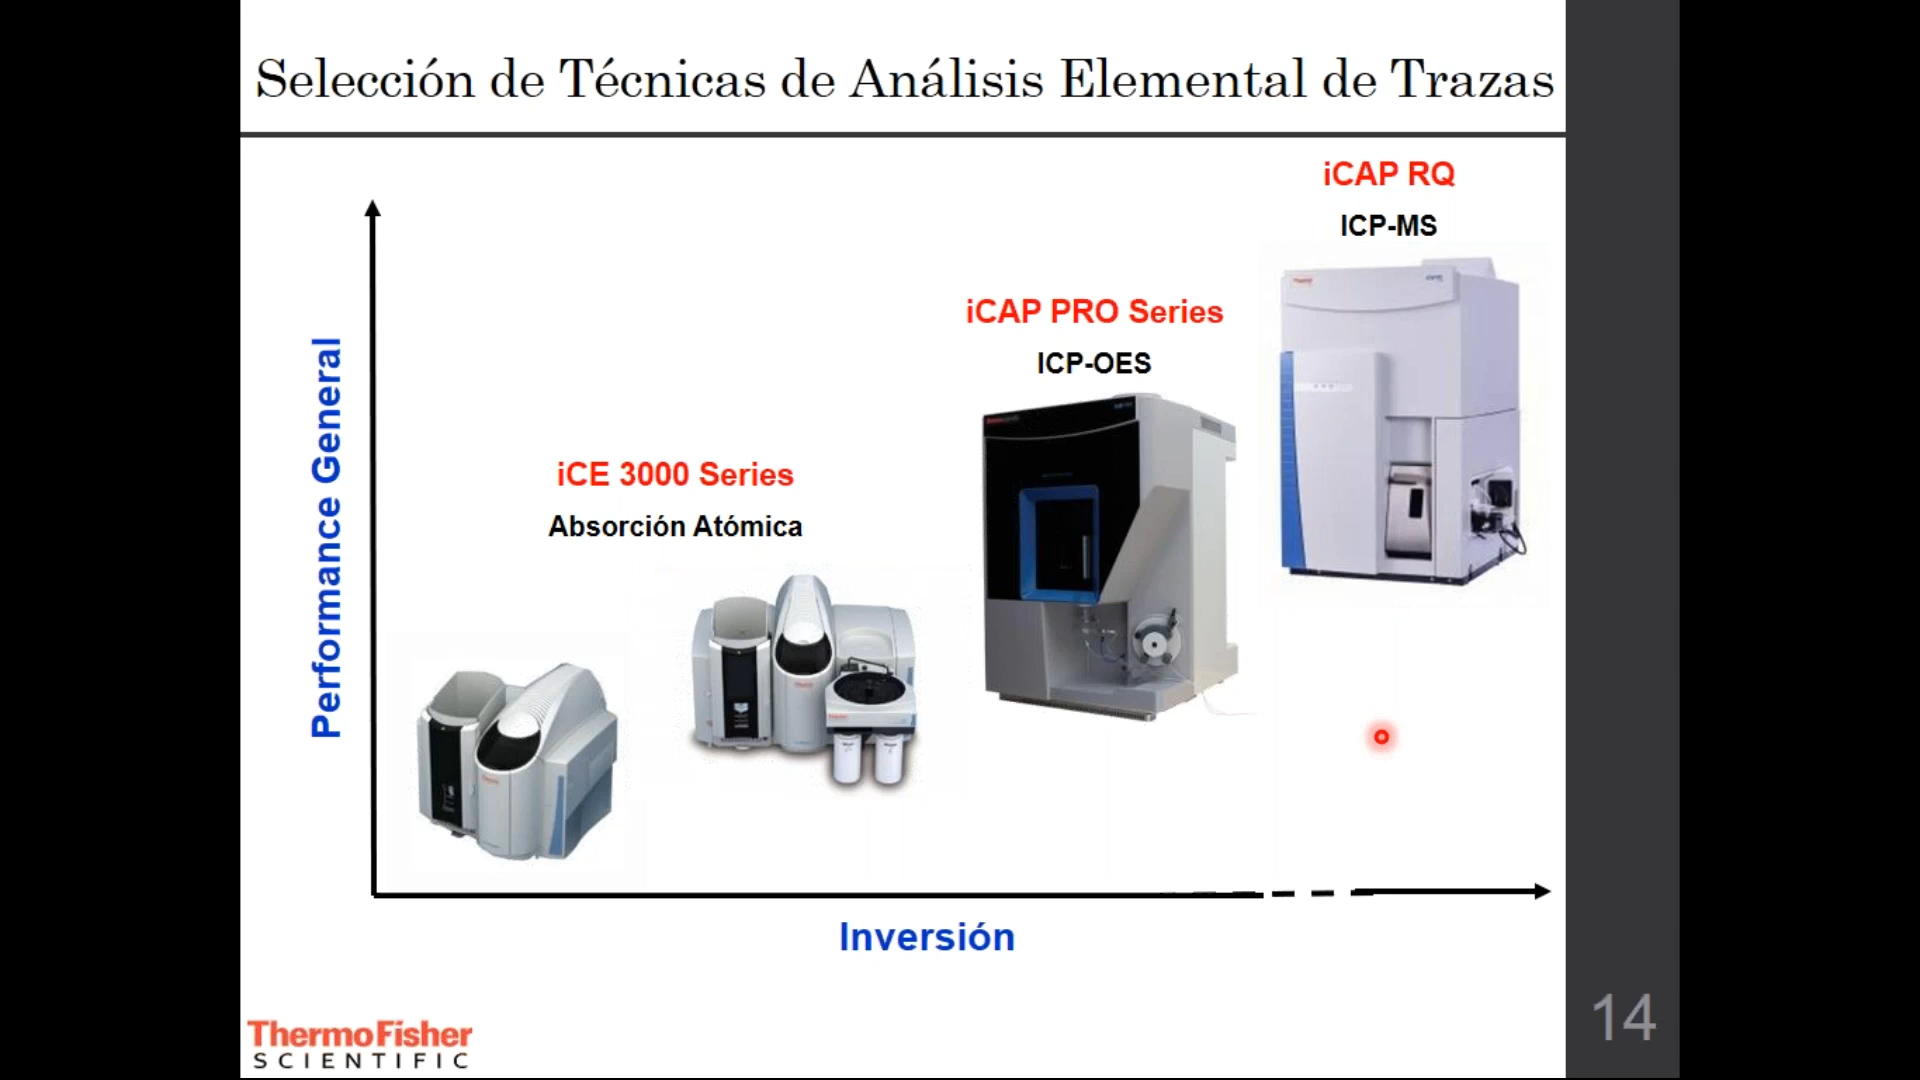 Selección de Técnicas de Análisis Elemental de Trazas
iCAP RQ
ICP-MS
iCAP PRO Series
ICP-OES
iCE 3000 Series
Absorción Atómica
Performance General
Inversión
ThermoFisher
SCIENTIFIC
14